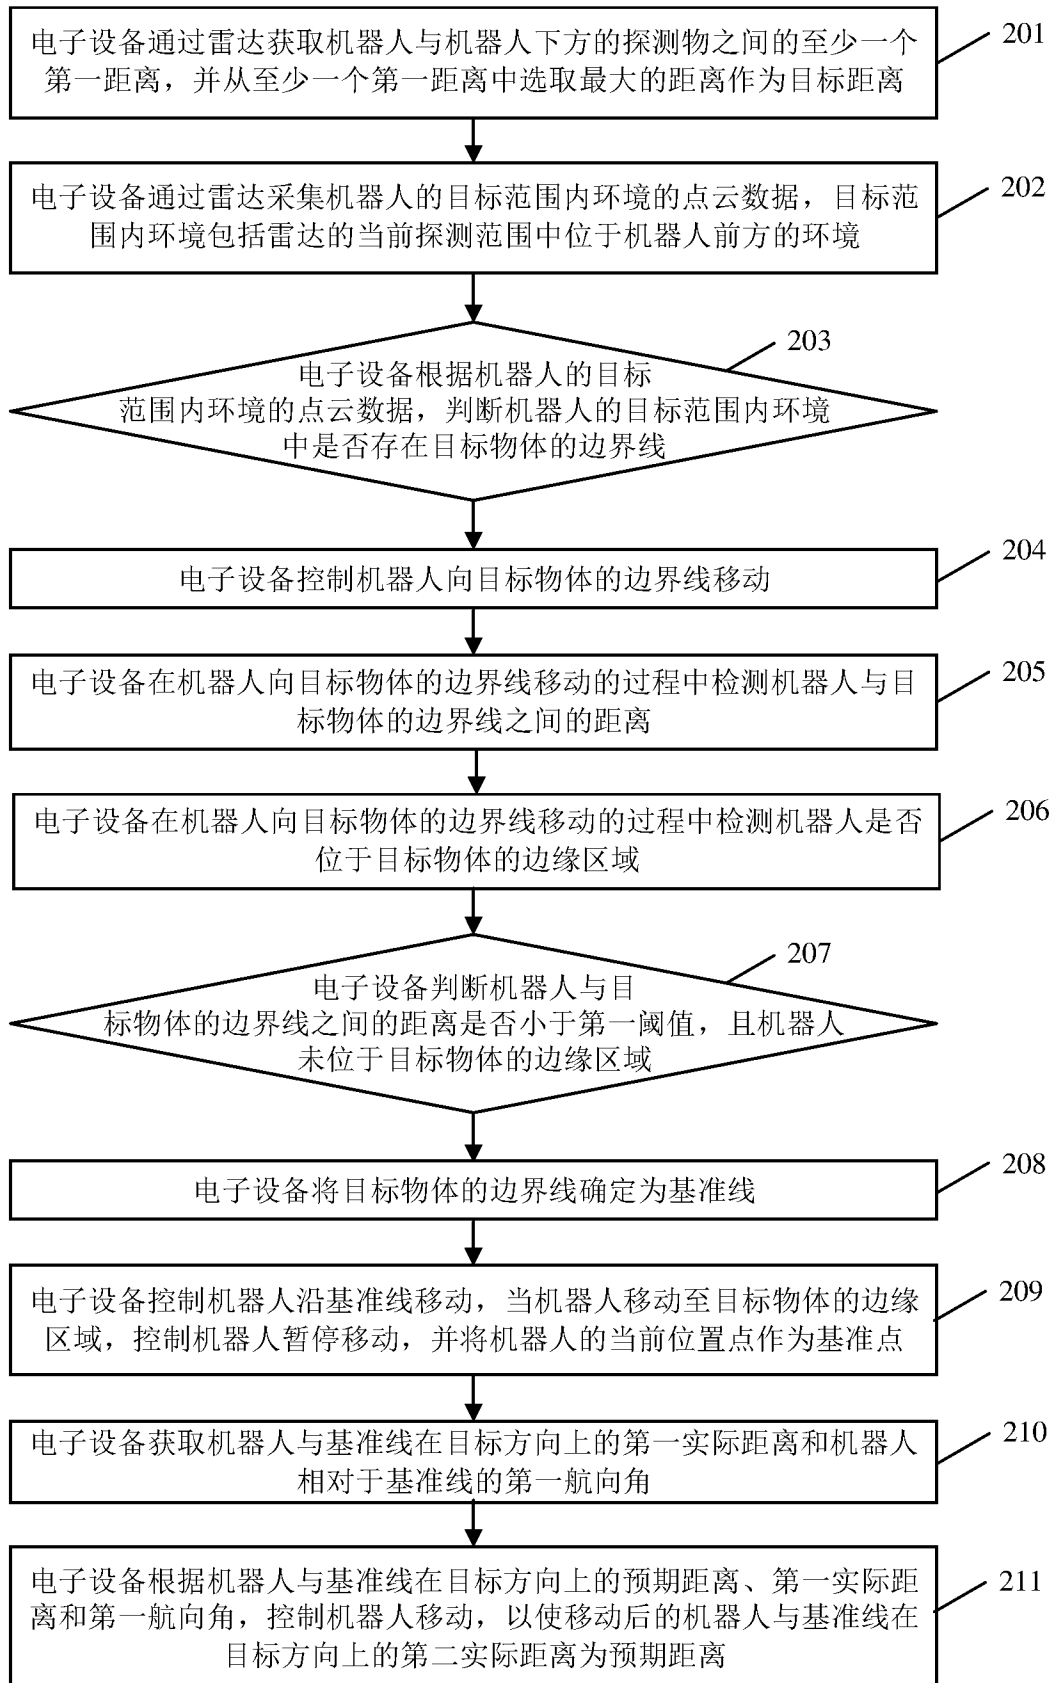 电子设备通过雷达获取机器人与机器人下方的探测物之间的至少一个
第一距离，并从至少一个第一距离中选取最大的距离作为目标距离
201
电子设备通过雷达采集机器人的目标范围内环境的点云数据，目标范
围内环境包括雷达的当前探测范围中位于机器人前方的环境
202
203
电子设备根据机器人的目标
范围内环境的点云数据，判断机器人的目标范围内环境
中是否存在目标物体的边界线
204
电子设备控制机器人向目标物体的边界线移动
205
电子设备在机器人向目标物体的边界线移动的过程中检测机器人与目
标物体的边界线之间的距离
206
电子设备在机器人向目标物体的边界线移动的过程中检测机器人是否
位于目标物体的边缘区域
207
电子设备判断机器人与目
标物体的边界线之间的距离是否小于第一阈值，且机器人
未位于目标物体的边缘区域
208
电子设备将目标物体的边界线确定为基准线
209
电子设备控制机器人沿基准线移动，当机器人移动至目标物体的边缘
区域，控制机器人暂停移动，并将机器人的当前位置点作为基准点
210
电子设备获取机器人与基准线在目标方向上的第一实际距离和机器人
相对于基准线的第一航向角
211
电子设备根据机器人与基准线在目标方向上的预期距离、第一实际距
离和第一航向角，控制机器人移动，以使移动后的机器人与基准线在
目标方向上的第二实际距离为预期距离